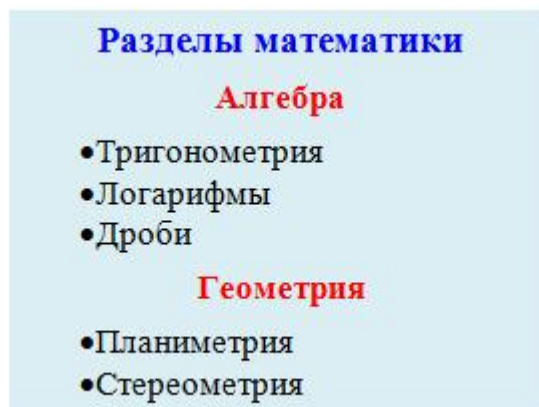 Разделы математики
Алгебра
•Тригонометрия
•Логарифмы
•Дроби
Геометрия
•Планиметрия
•Стереометрия